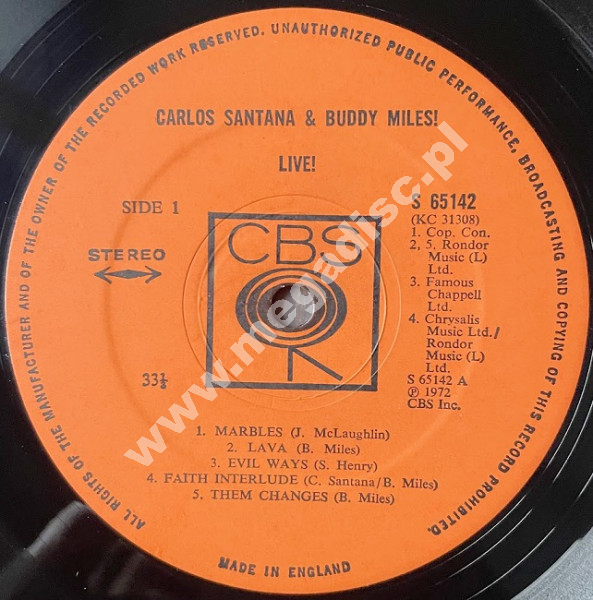 ALL RIGHTS OF THE MANUFACTURER AND OF THE OWNER OF THE RECORDED WORK RESERVED. UNAUTHORIZED PUBLIC PERFORMANCE, BROADCASTING AND COPYING OF THIS RECORD PROHIBITED.
CARLOS SANTANA & BUDDY MILES!
LIVE!
SIDE 1
STEREO
33⅓
CBS
S 65142
(KC 31308)
1. Cop. Con.
2, 5. Rondor
Music (L)
Ltd.
3. Famous
Chappell
Ltd.
4. Chrysalis
Music Ltd./
Rondor
Music (L)
Ltd.
S 65142 A
℗ 1972
CBS Inc.
1. MARBLES (J. McLaughlin)
2. LAVA (B. Miles)
3. EVIL WAYS (S. Henry)
4. FAITH INTERLUDE (C. Santana/B. Miles)
5. THEM CHANGES (B. Miles)
MADE IN ENGLAND
www.megadisc.pl